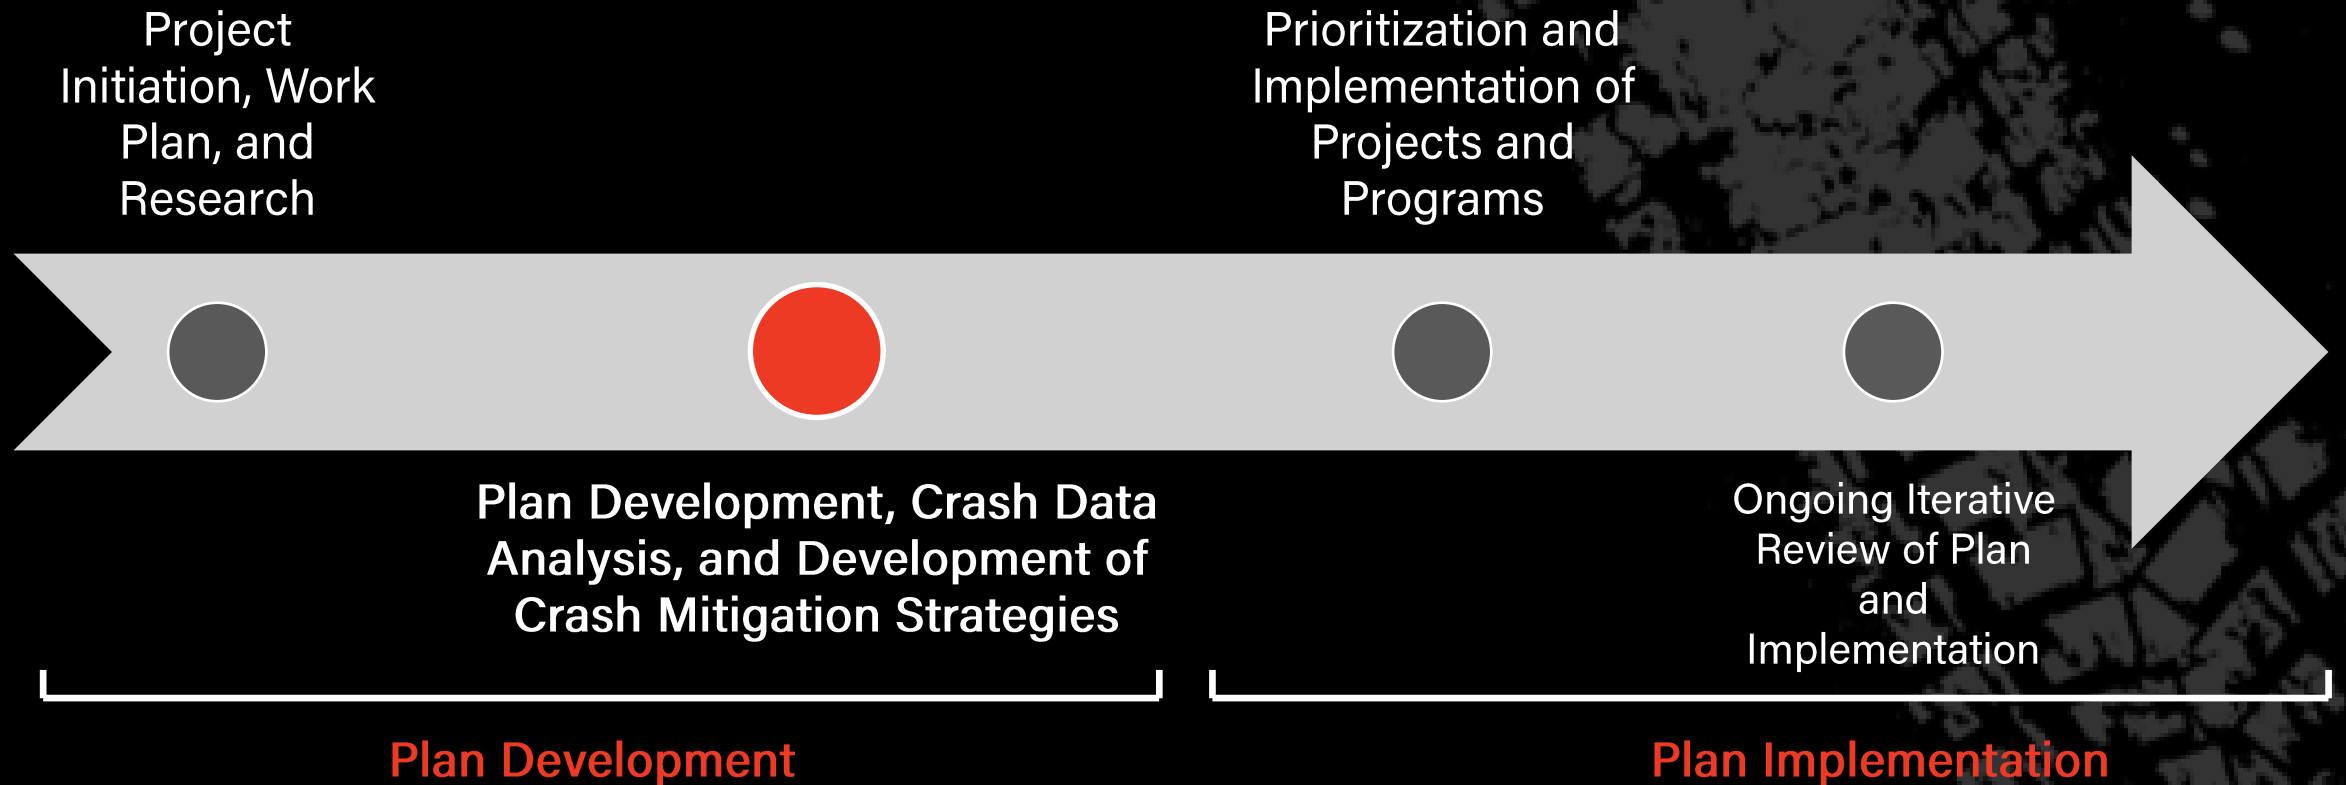 Project
Initiation, Work
Plan, and
Research
Prioritization and
Implementation of
Projects and
Programs
Plan Development, Crash Data
Analysis, and Development of
Crash Mitigation Strategies
Ongoing Iterative
Review of Plan
and
Implementation
Plan Development
Plan Implementation